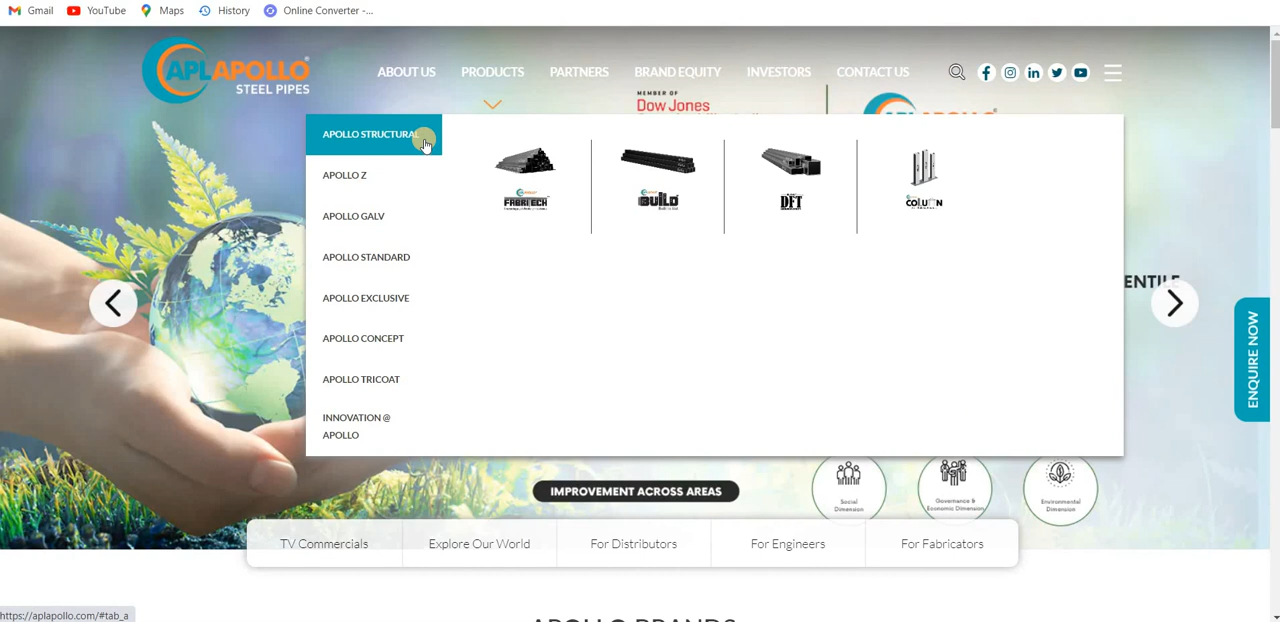 Gmail YouTube Maps History Online Converter -...
APL APOLLO
STEEL PIPES
ABOUT US PRODUCTS PARTNERS BRAND EQUITY INVESTORS CONTACT US
MEMBER OF
Dow Jones
APOLLO STRUCTURAL
APOLLO Z
APOLLO GALV
APOLLO STANDARD
APOLLO EXCLUSIVE
APOLLO CONCEPT
APOLLO TRICOAT
INNOVATION @
APOLLO
FABRITECH
BUILD
DFT
COLUMN
ENTILE
ENQUIRE NOW
IMPROVEMENT ACROSS AREAS
Social
Dimension
Governance &
Economic Dimension
Environmental
Dimension
TV Commercials Explore Our World For Distributors For Engineers For Fabricators
https://aplapollo.com/#tab_a
APOLLO BRANDS